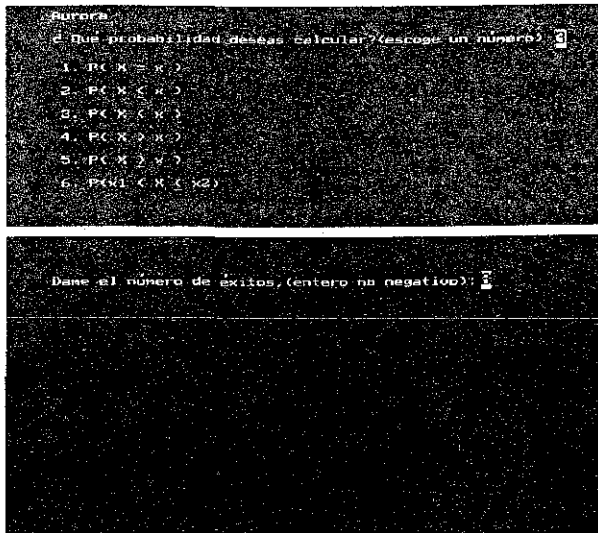 Aurora
¿ Que probabilidad deseas calcular?(escoge un número) 3
1. P( X = x )
2. P( X < x )
3. P( X < x )
4. P( X > x )
5. P( X > x )
6. P(x1 < X < x2)
Dame el número de éxitos,(entero no negativo):